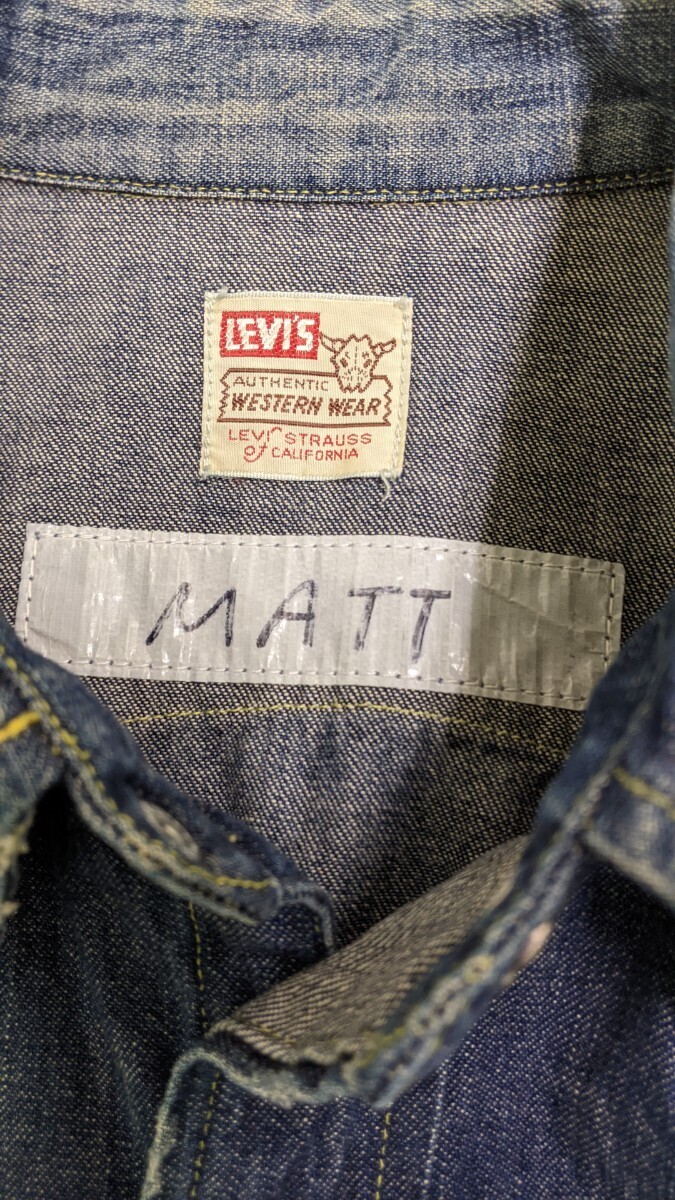 LEVI'S
AUTHENTIC
WESTERN WEAR
LEVI STRAUSS
of CALIFORNIA
MATT